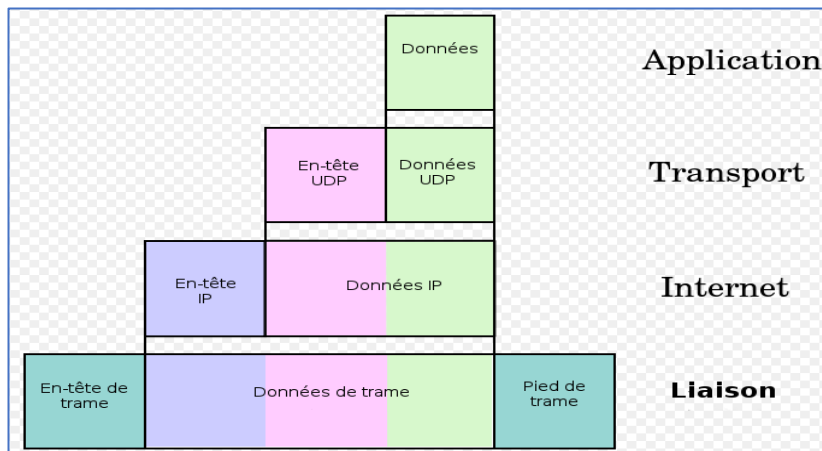 Données
Application
En-tête
UDP
Données
UDP
Transport
En-tête
IP
Données IP
Internet
En-tête de
trame
Données de trame
Pied de
trame
Liaison